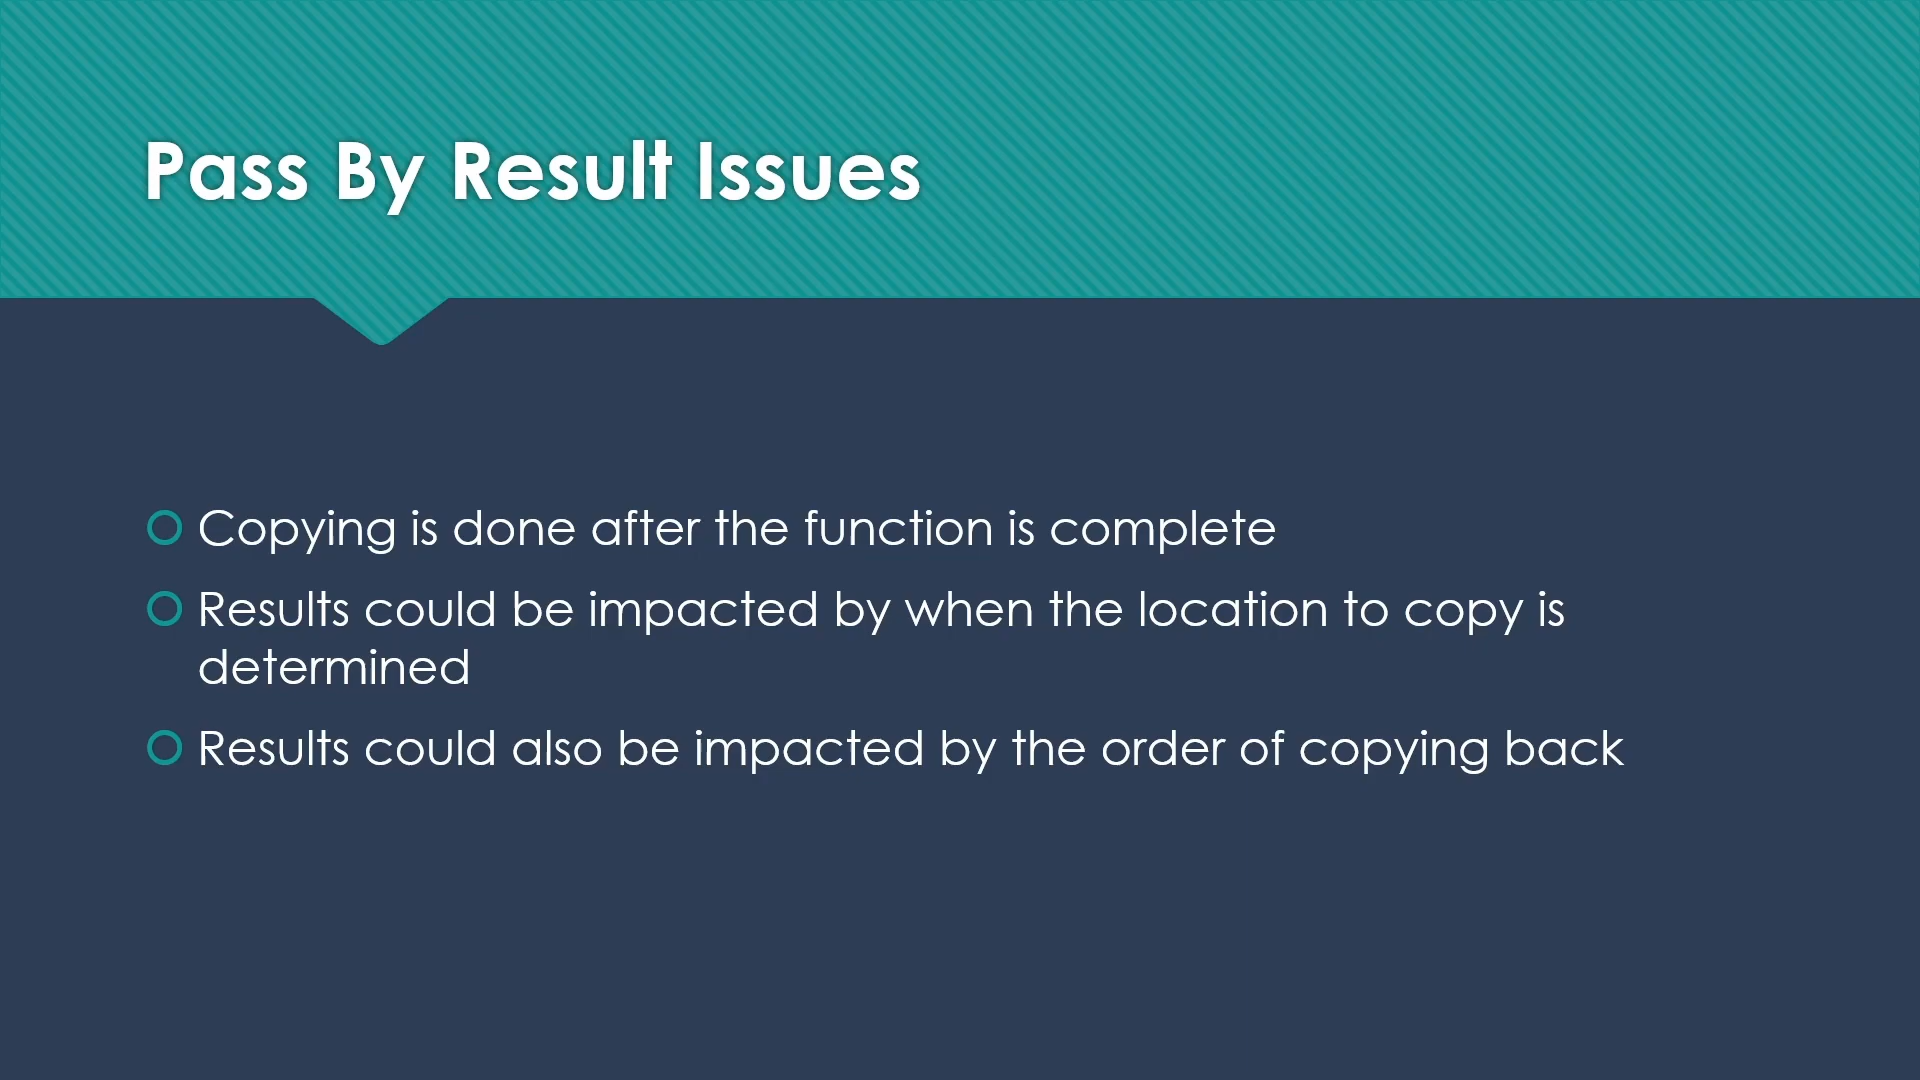 Pass By Result Issues
Copying is done after the function is complete
Results could be impacted by when the location to copy is
determined
Results could also be impacted by the order of copying back